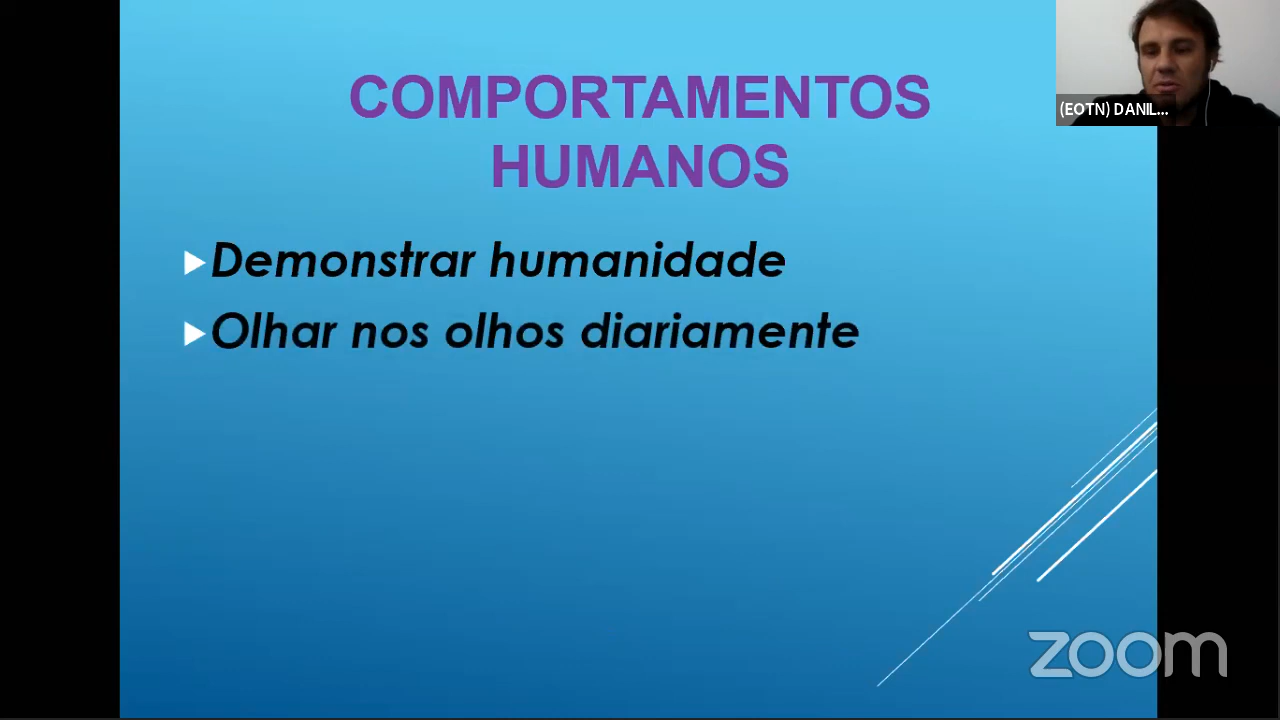 COMPORTAMENTOS
HUMANOS
Demonstrar humanidade
Olhar nos olhos diariamente
(EOTN) DANIL...
zoom